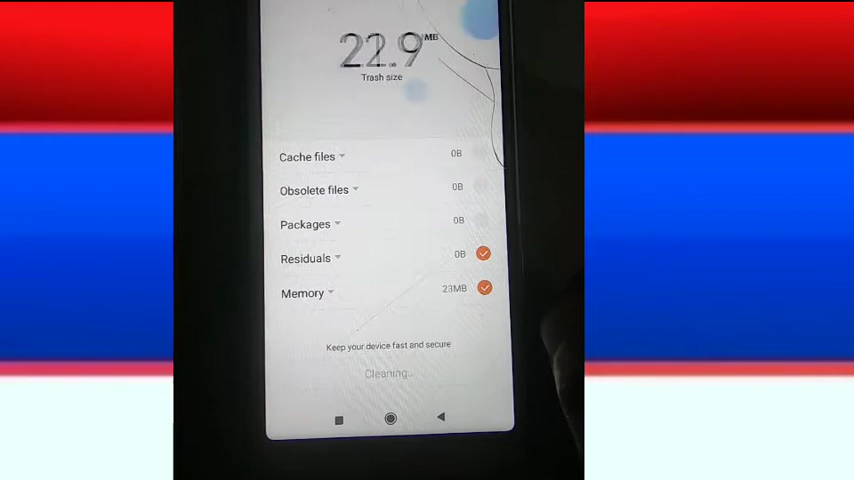 22.9 MB
Trash size
Cache files 0B
Obsolete files 0B
Packages 0B
Residuals 0B
Memory 23MB
Keep your device fast and secure
Cleaning...